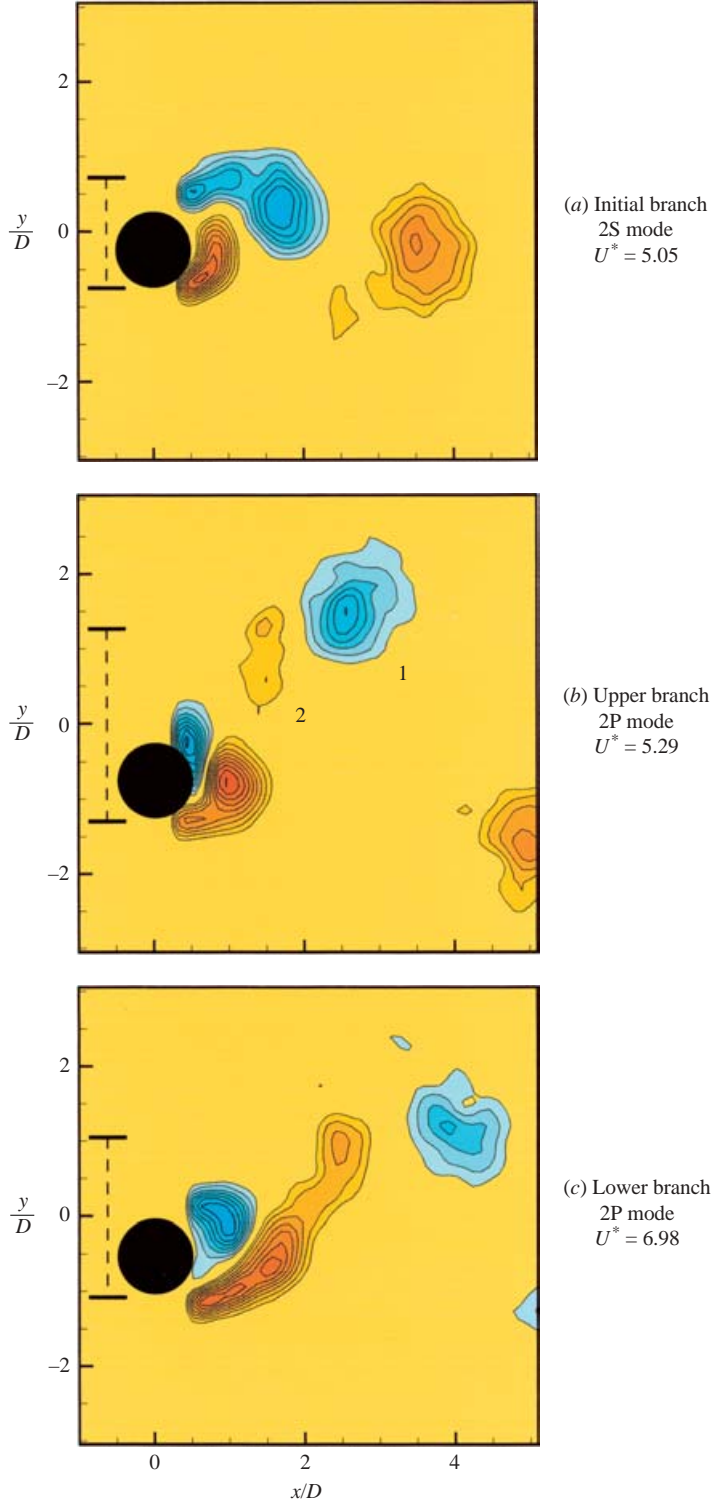 2
0
–2
y
D
(a) Initial branch
2S mode
U* = 5.05
2
0
–2
y
D
1
2
(b) Upper branch
2P mode
U* = 5.29
2
0
–2
y
D
(c) Lower branch
2P mode
U* = 6.98
0 2 4
x/D